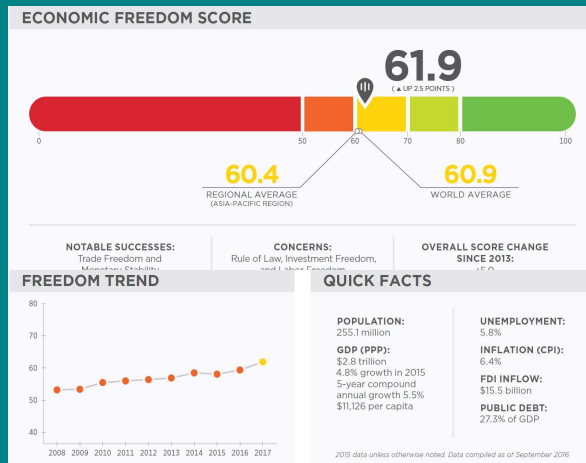 ECONOMIC FREEDOM SCORE
61.9
(▲ UP 2.5 POINTS)
0
50
60
70
80
100
60.4
REGIONAL AVERAGE
(ASIA-PACIFIC REGION)
60.9
WORLD AVERAGE
NOTABLE SUCCESSES:
Trade Freedom and
Monetary Stability
CONCERNS:
Rule of Law, Investment Freedom,
and Labor Freedom
OVERALL SCORE CHANGE
SINCE 2013:
FREEDOM TREND
80
70
60
50
40
2008 2009 2010 2011 2012 2013 2014 2015 2016 2017
QUICK FACTS
POPULATION:
255.1 million
GDP (PPP):
$2.8 trillion
4.8% growth in 2015
5-year compound
annual growth 5.5%
$11,126 per capita
UNEMPLOYMENT:
5.8%
INFLATION (CPI):
6.4%
FDI INFLOW:
$15.5 billion
PUBLIC DEBT:
27.3% of GDP
2015 data unless otherwise noted. Data compiled as of September 2016